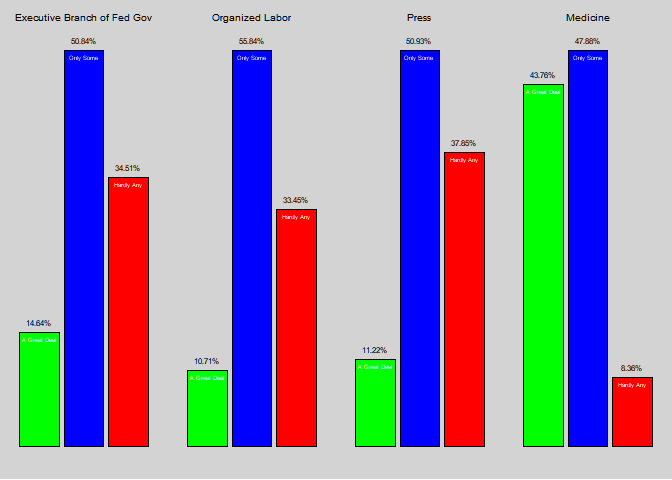 Executive Branch of Fed Gov
50.84%
Only Some
34.51%
Hardly Any
14.64%
A Great Deal
Organized Labor
55.84%
Only Some
33.45%
Hardly Any
10.71%
A Great Deal
Press
50.93%
Only Some
37.85%
Hardly Any
11.22%
A Great Deal
Medicine
47.88%
Only Some
43.76%
A Great Deal
8.36%
Hardly Any